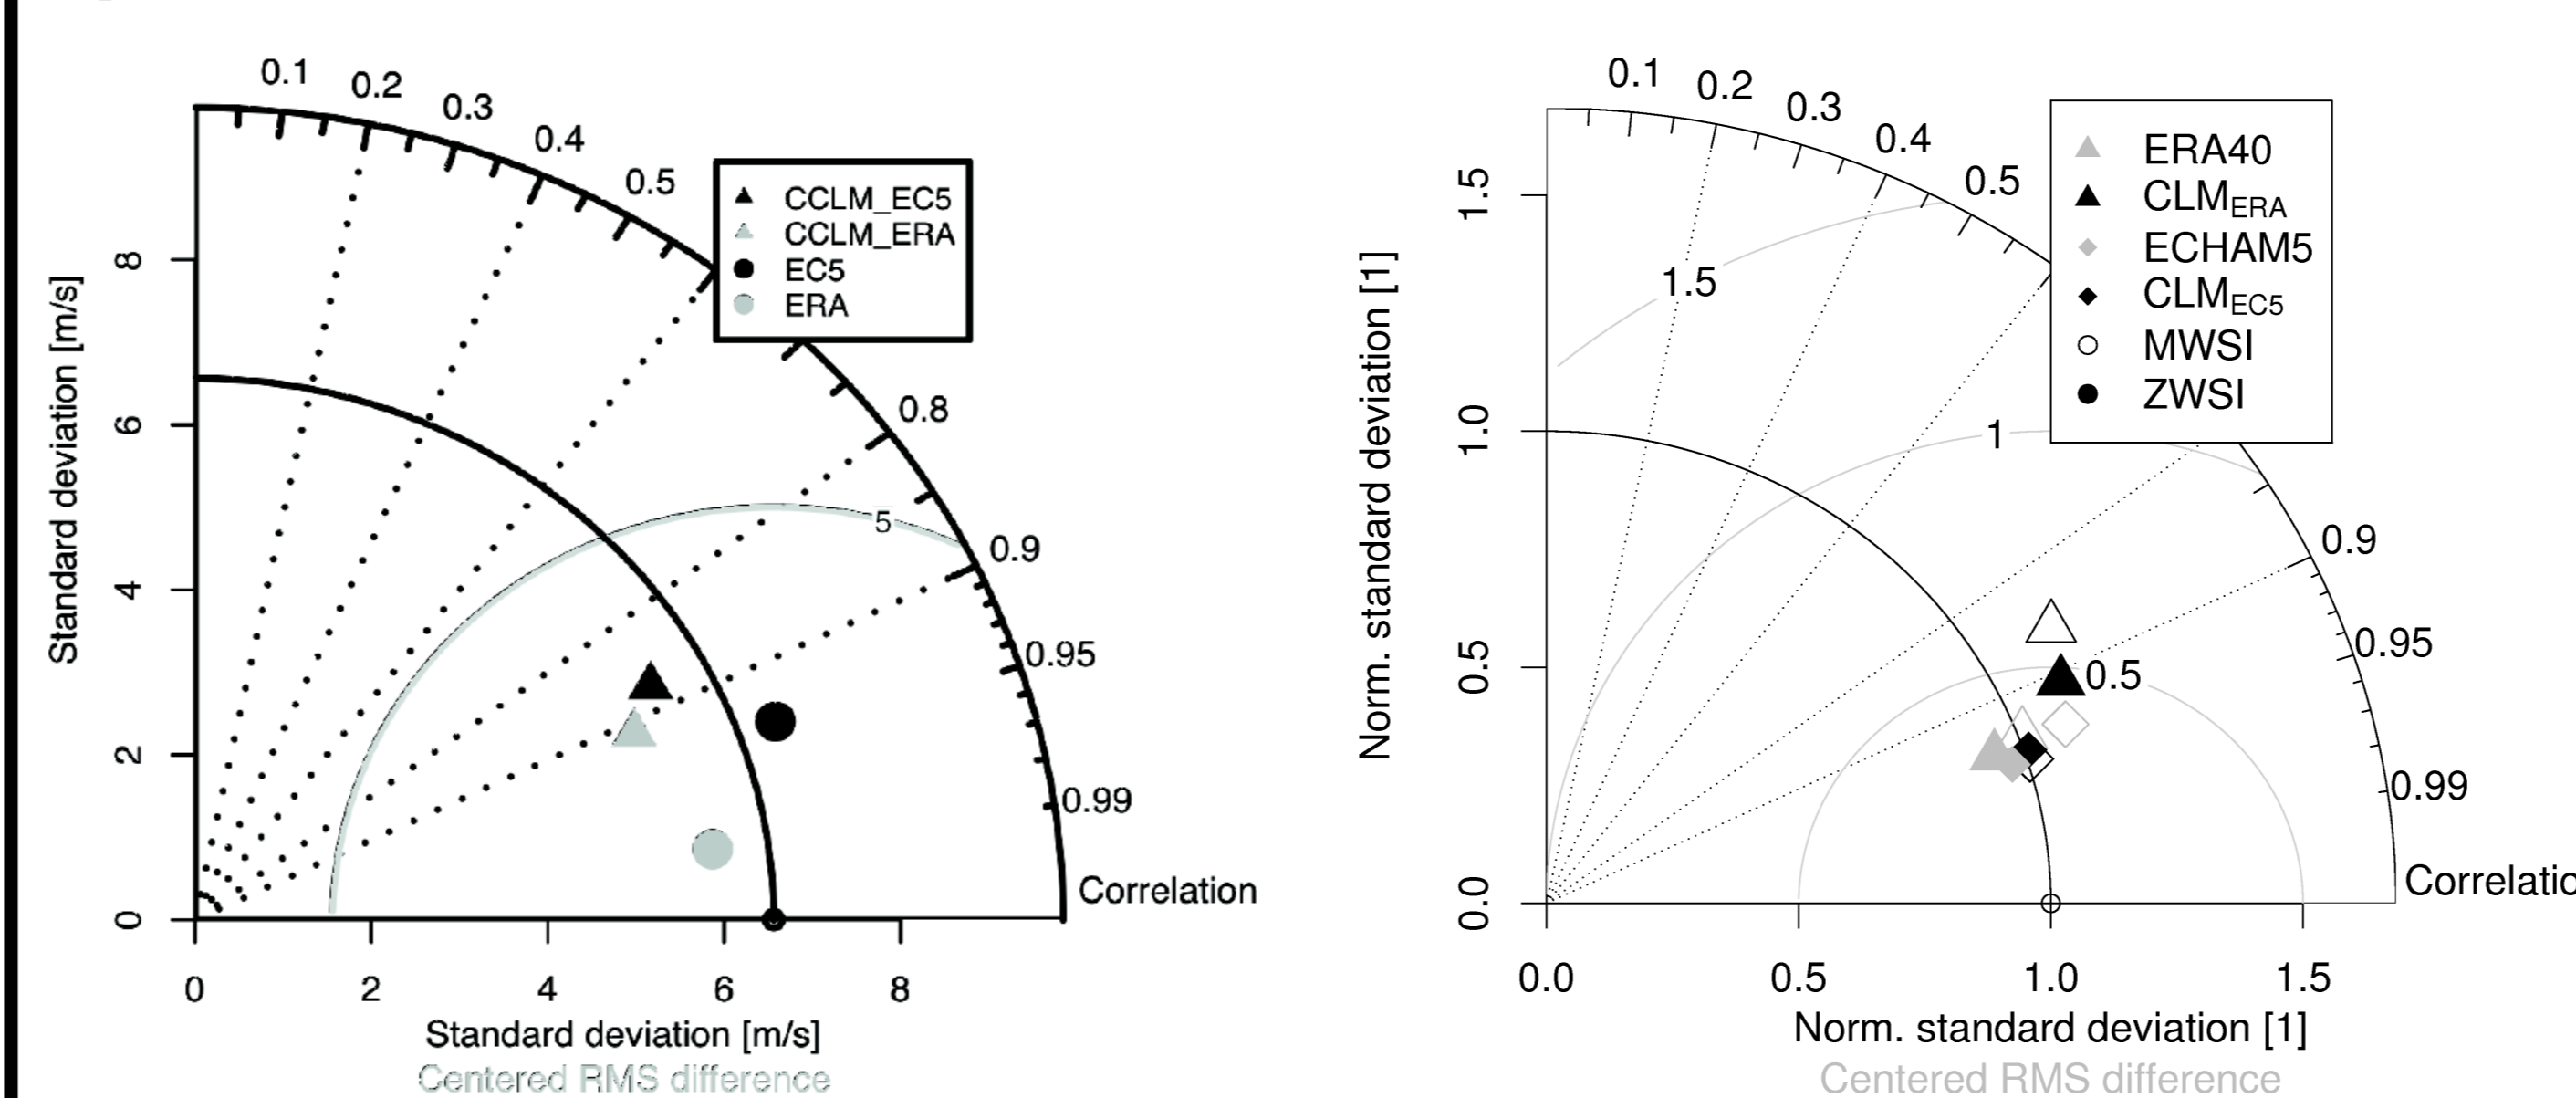 0.1
0.2
0.3
0.4
0.5
0.8
0.9
0.95
0.99
Correlation
CCLM_EC5
CCLM_ERA
EC5
ERA
5
Standard deviation [m/s]
8
6
4
2
0
0 2 4 6 8
Standard deviation [m/s]
Centered RMS difference
0.1
0.2
0.3
0.4
0.5
0.9
0.95
0.99
Correlatio
ERA40
CLMERA
ECHAM5
CLMEC5
MWSI
ZWSI
1.5
1
0.5
Norm. standard deviation [1]
1.5
1.0
0.5
0.0
0.0 0.5 1.0 1.5
Norm. standard deviation [1]
Centered RMS difference